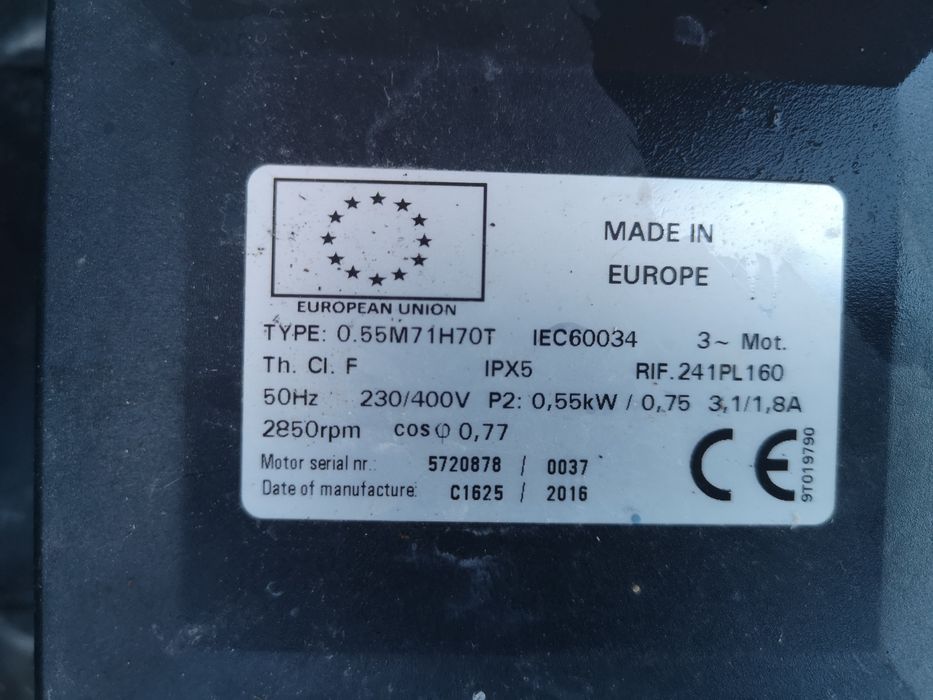 MADE IN
EUROPE
EUROPEAN UNION
TYPE: 0.55M71H70T IEC60034 3~ Mot.
Th. Cl. F IPX5 RIF. 241PL160
50Hz 230/400V P2: 0,55kW / 0,75 3,1/1,8A
2850rpm cos φ 0,77
Motor serial nr.: 5720878 / 0037
Date of manufacture: C1625 / 2016
CE
9T019790